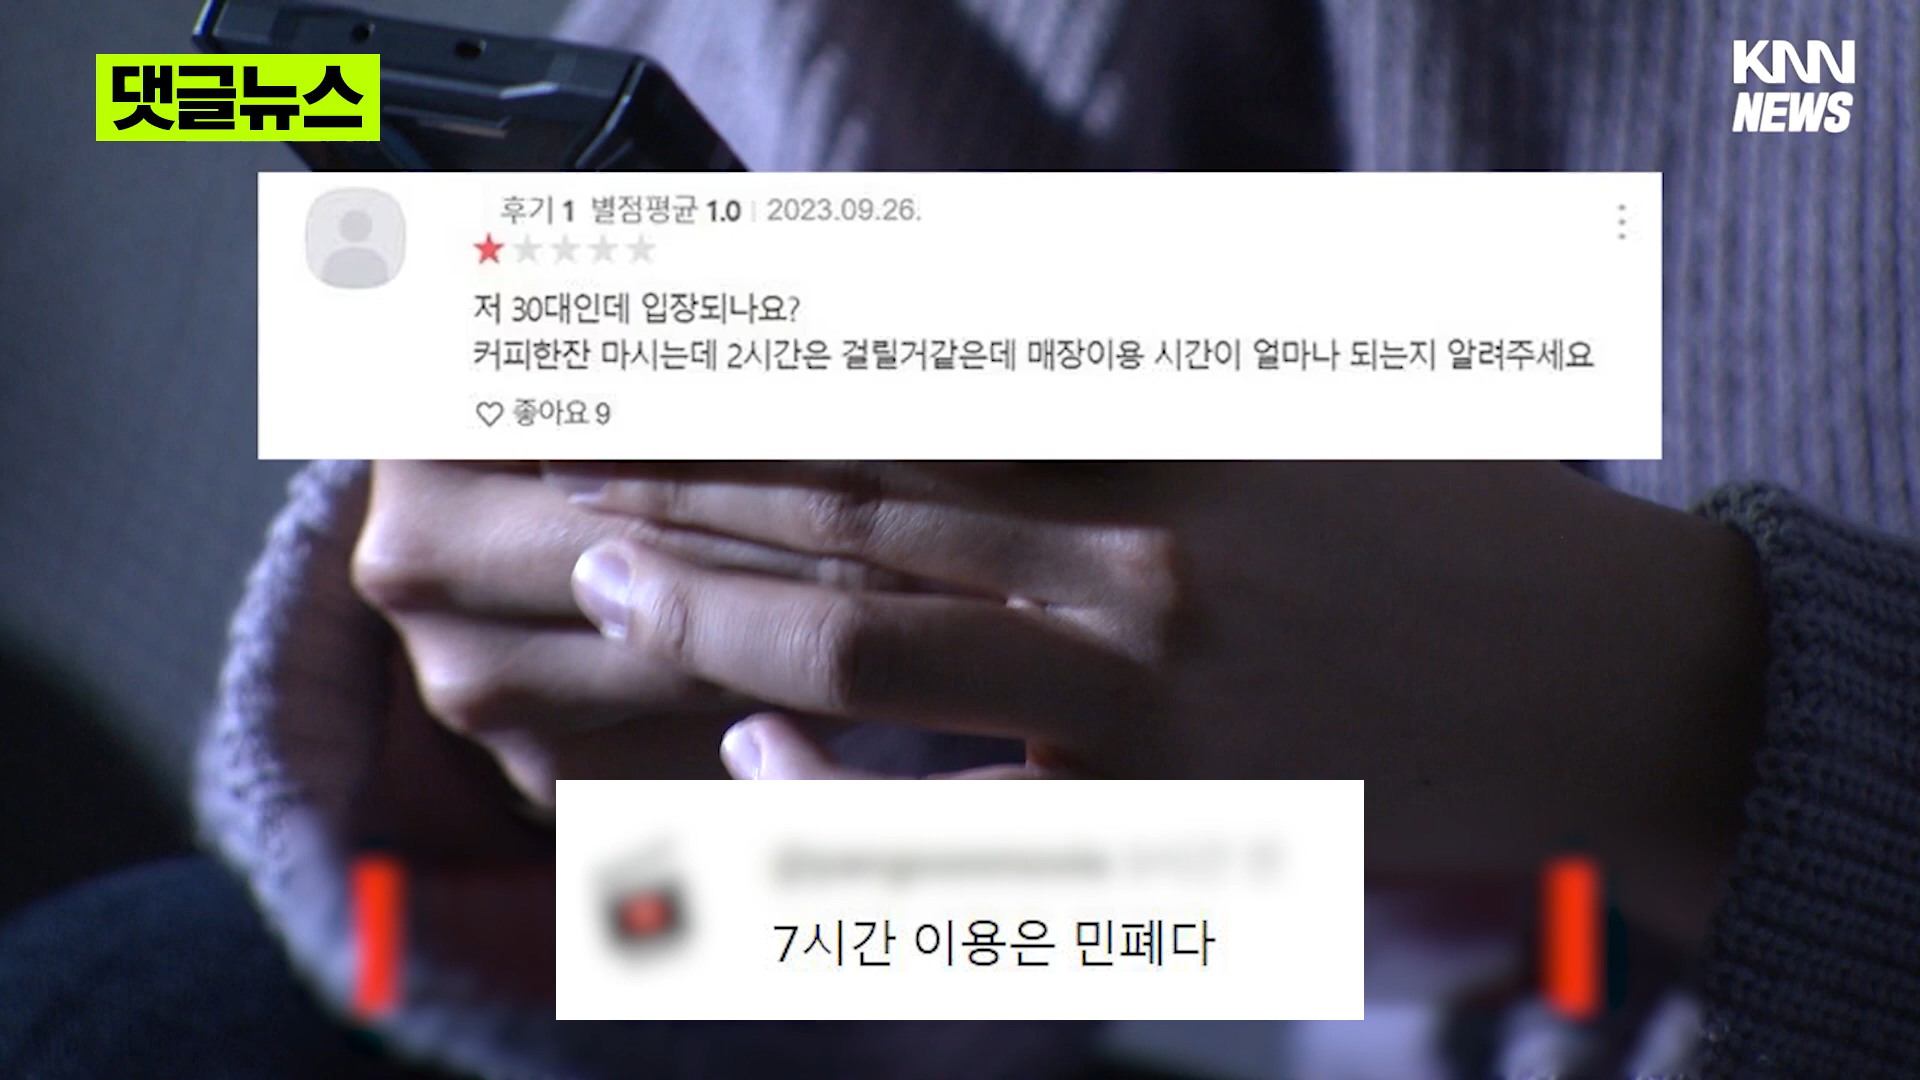 댓글뉴스
KNN
NEWS
후기 1 별점평균 1.0 2023.09.26.
저 30대인데 입장되나요?
커피한잔 마시는데 2시간은 걸릴거같은데 매장이용 시간이 얼마나 되는지 알려주세요
좋아요 9
7시간 이용은 민폐다